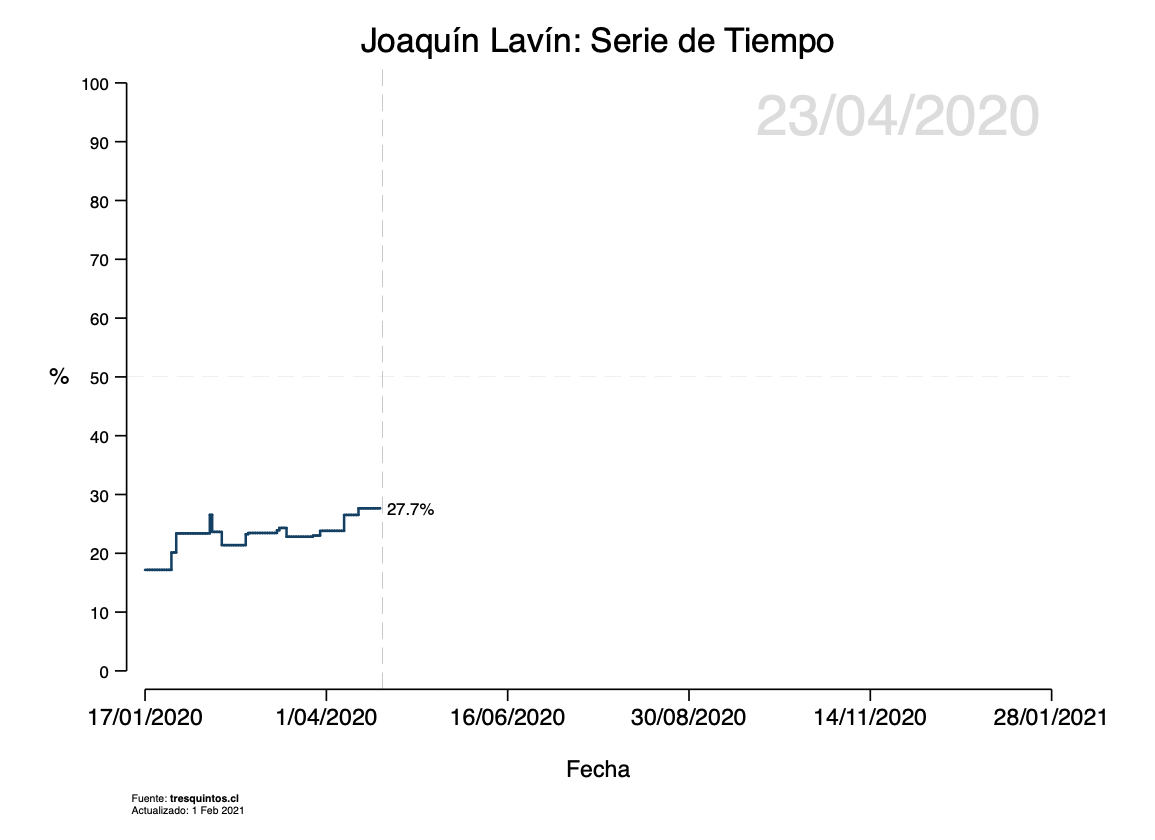 Joaquín Lavín: Serie de Tiempo
23/04/2020
100
90
80
70
60
% 50
40
30
27.7%
20
10
0
17/01/2020 1/04/2020 16/06/2020 30/08/2020 14/11/2020 28/01/2021
Fecha
Fuente: tresquintos.cl
Actualizado: 1 Feb 2021